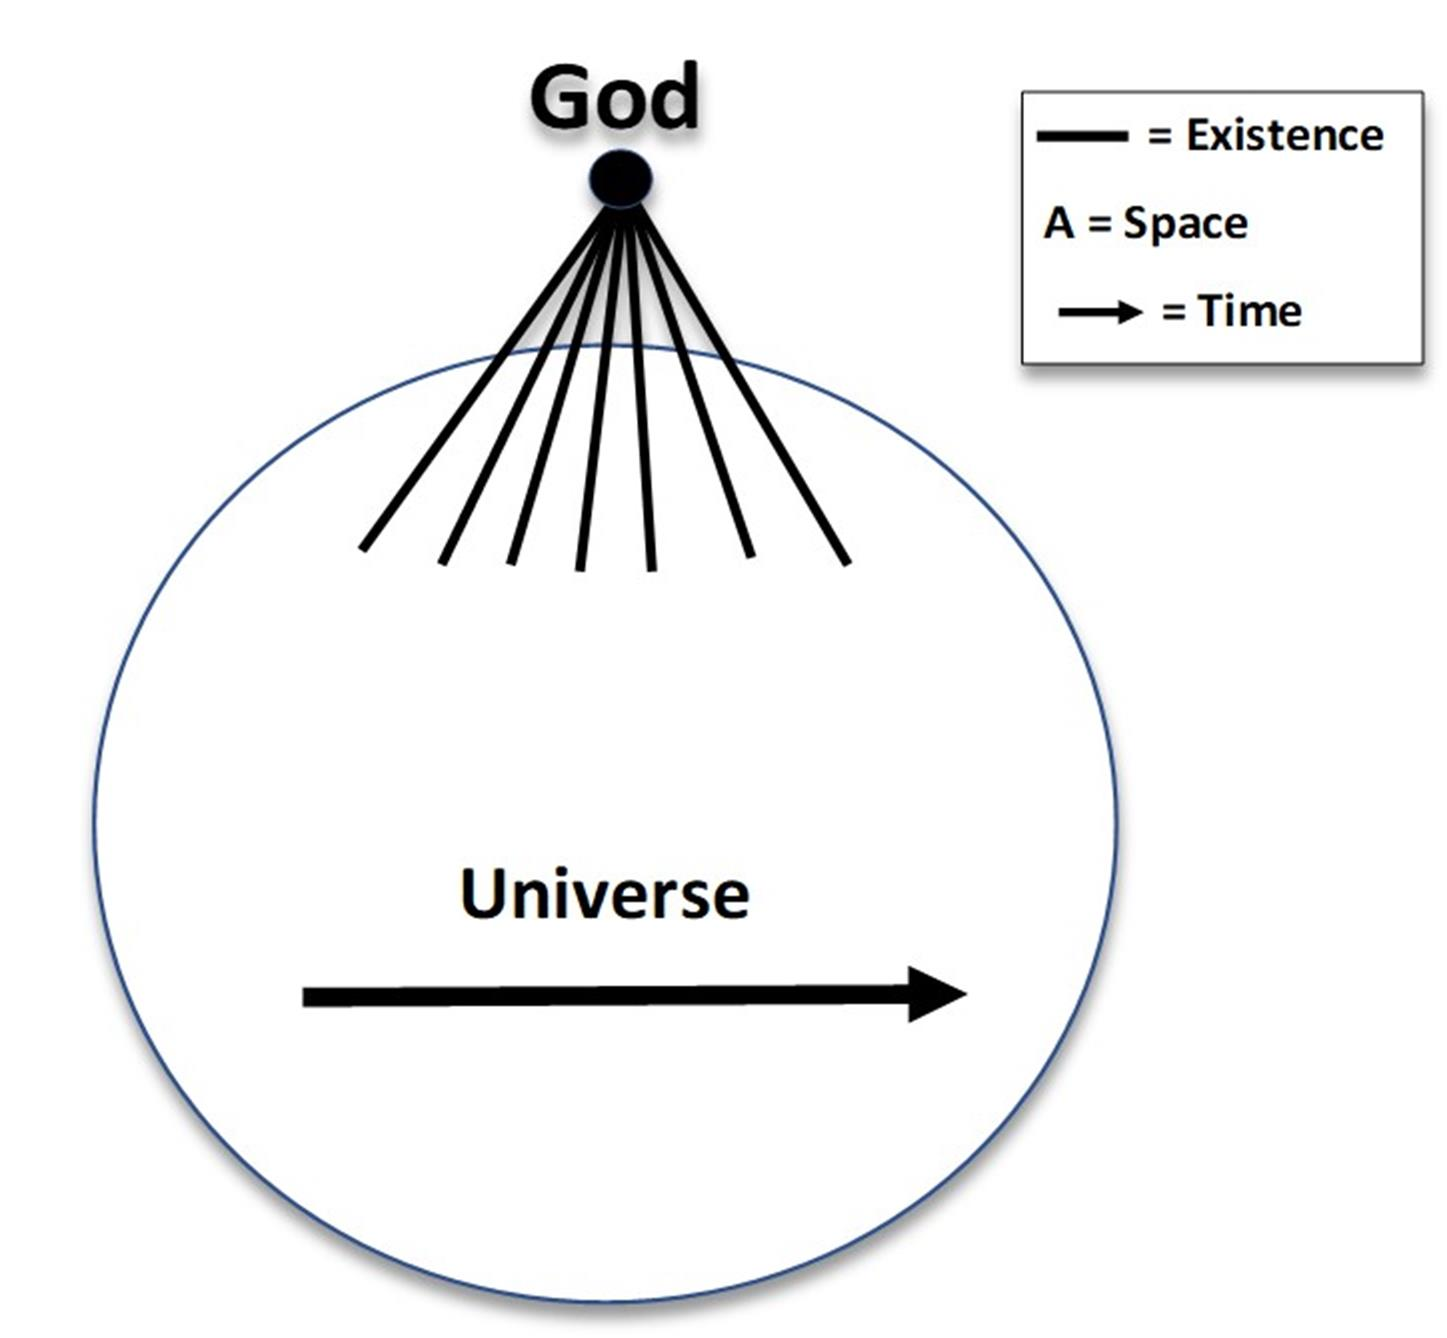 God
= Existence
A = Space
= Time
Universe